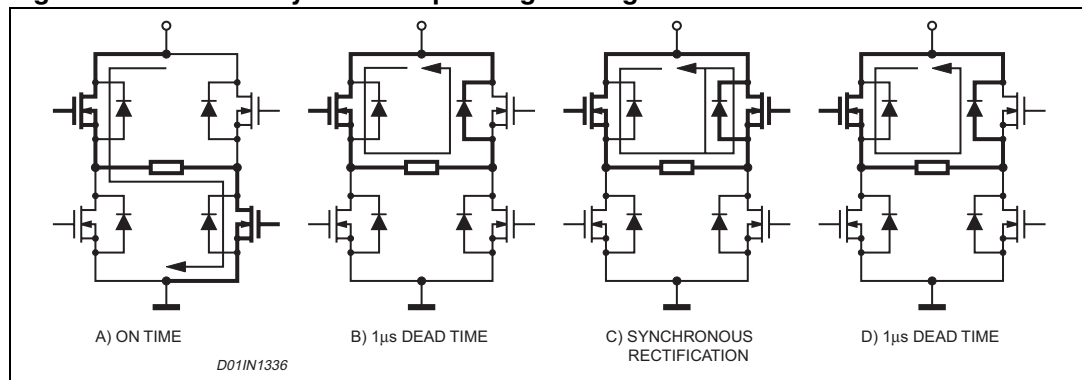 A) ON TIME
B) 1μs DEAD TIME
C) SYNCHRONOUS
RECTIFICATION
D) 1μs DEAD TIME
D01IN1336